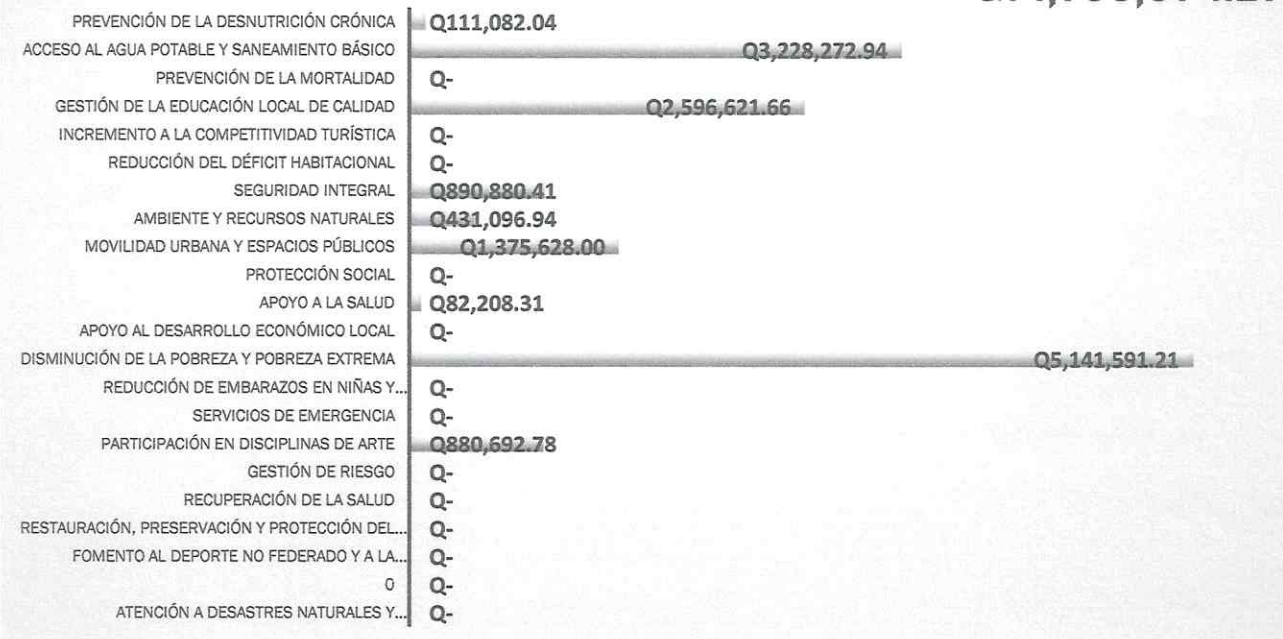 PREVENCIÓN DE LA DESNUTRICIÓN CRÓNICA Q111,082.04
ACCESO AL AGUA POTABLE Y SANEAMIENTO BÁSICO Q3,228,272.94
PREVENCIÓN DE LA MORTALIDAD Q-
GESTIÓN DE LA EDUCACIÓN LOCAL DE CALIDAD Q2,596,621.66
INCREMENTO A LA COMPETITIVIDAD TURÍSTICA Q-
REDUCCIÓN DEL DÉFICIT HABITACIONAL Q-
SEGURIDAD INTEGRAL Q890,880.41
AMBIENTE Y RECURSOS NATURALES Q431,096.94
MOVILIDAD URBANA Y ESPACIOS PÚBLICOS Q1,375,628.00
PROTECCIÓN SOCIAL Q-
APOYO A LA SALUD Q82,208.31
APOYO AL DESARROLLO ECONÓMICO LOCAL Q-
DISMINUCIÓN DE LA POBREZA Y POBREZA EXTREMA Q5,141,591.21
REDUCCIÓN DE EMBARAZOS EN NIÑAS Y... Q-
SERVICIOS DE EMERGENCIA Q-
PARTICIPACIÓN EN DISCIPLINAS DE ARTE Q880,692.78
GESTIÓN DE RIESGO Q-
RECUPERACIÓN DE LA SALUD Q-
RESTAURACIÓN, PRESERVACIÓN Y PROTECCIÓN DEL... Q-
FOMENTO AL DEPORTE NO FEDERADO Y A LA... Q-
0 Q-
ATENCIÓN A DESASTRES NATURALES Y... Q-